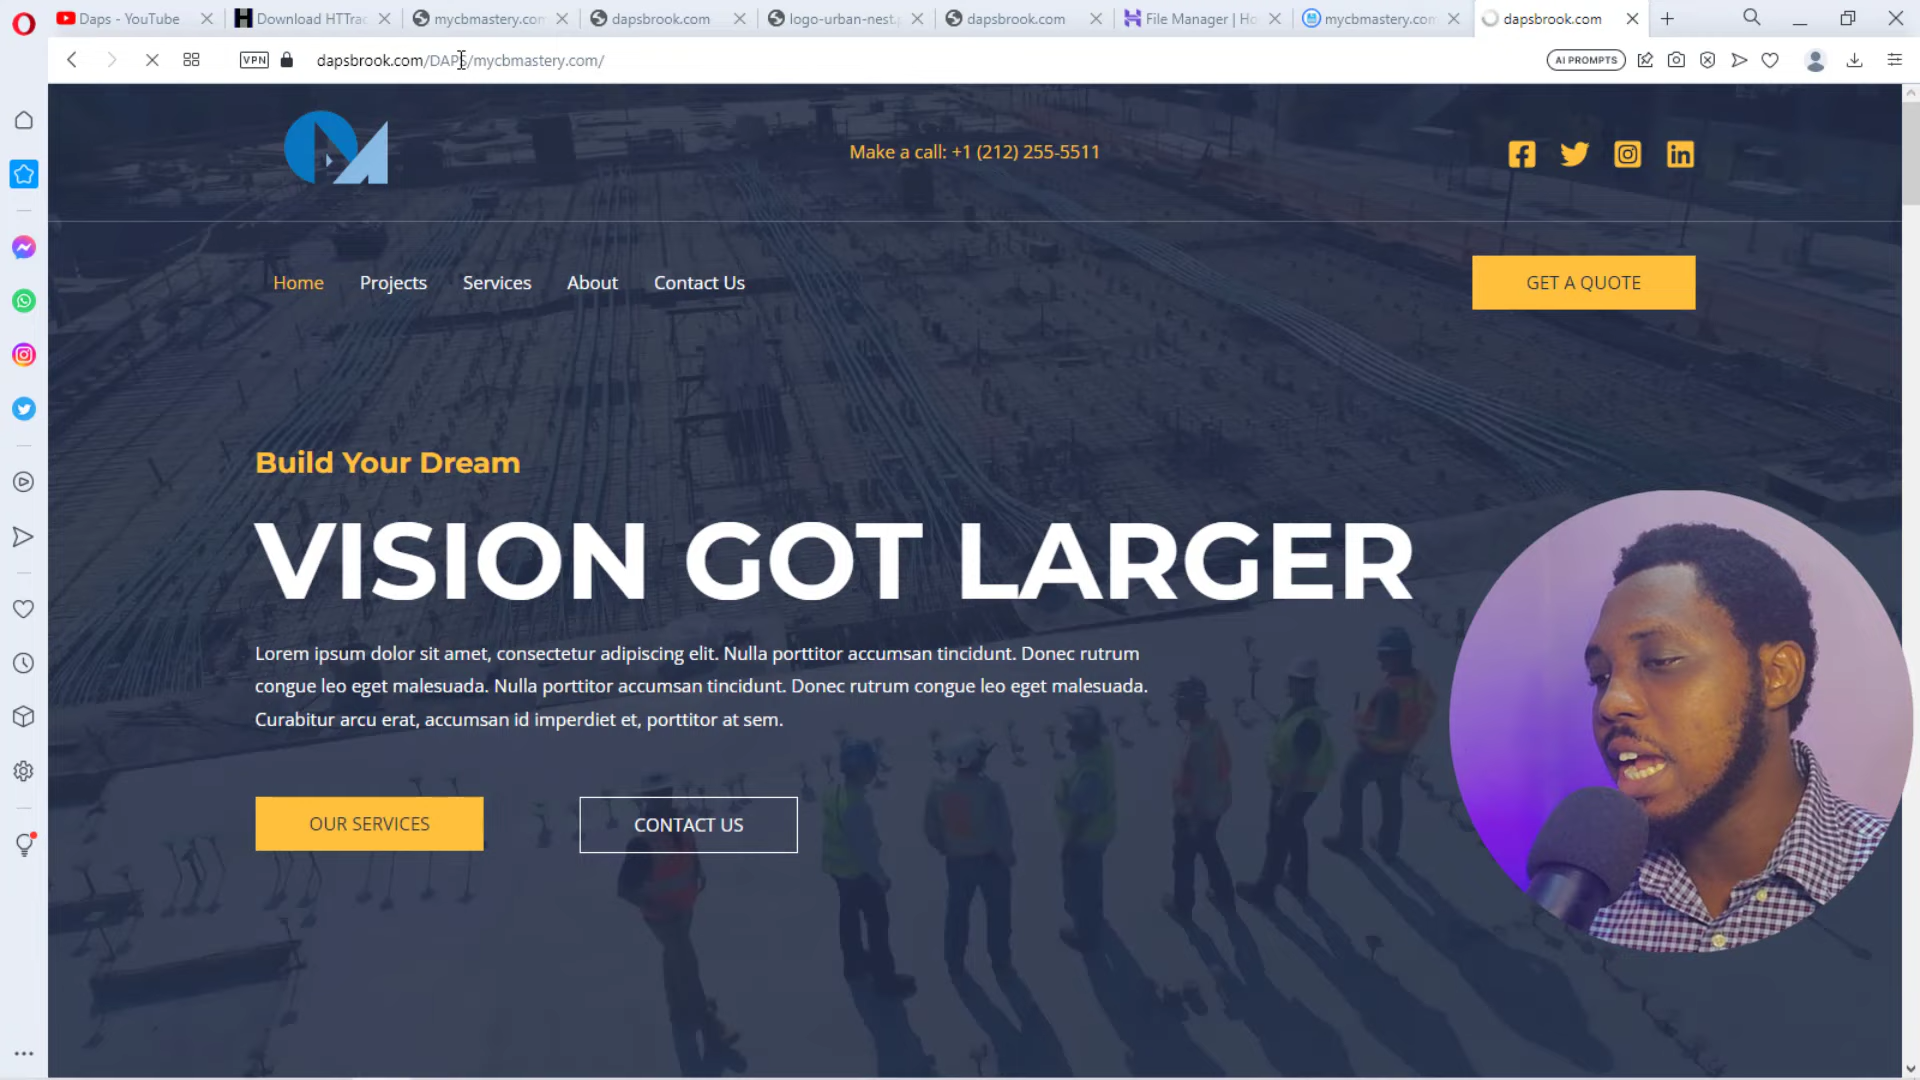 Daps - YouTube
Download HTTrac
mycbmastery.com
dapsbrook.com
logo-urban-nest.p
dapsbrook.com
File Manager | Ho
mycbmastery.com
dapsbrook.com
VPN
dapsbrook.com/DAPS/mycbmastery.com/
AI PROMPTS
Make a call: +1 (212) 255-5511
Home
Projects
Services
About
Contact Us
GET A QUOTE
Build Your Dream
VISION GOT LARGER
Lorem ipsum dolor sit amet, consectetur adipiscing elit. Nulla porttitor accumsan tincidunt. Donec rutrum
congue leo eget malesuada. Nulla porttitor accumsan tincidunt. Donec rutrum congue leo eget malesuada.
Curabitur arcu erat, accumsan id imperdiet et, porttitor at sem.
OUR SERVICES
CONTACT US